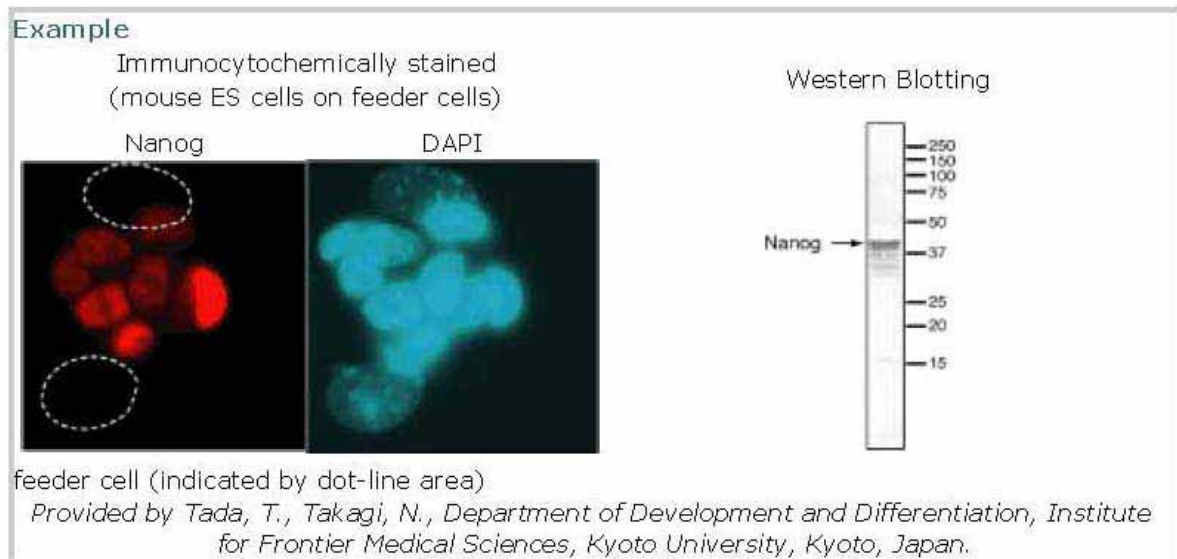 Example
Immunocytochemically stained
(mouse ES cells on feeder cells)
Nanog DAPI
feeder cell (indicated by dot-line area)
Western Blotting
250
150
100
75
50
Nanog
37
25
20
15
Provided by Tada, T., Takagi, N., Department of Development and Differentiation, Institute
for Frontier Medical Sciences, Kyoto University, Kyoto, Japan.